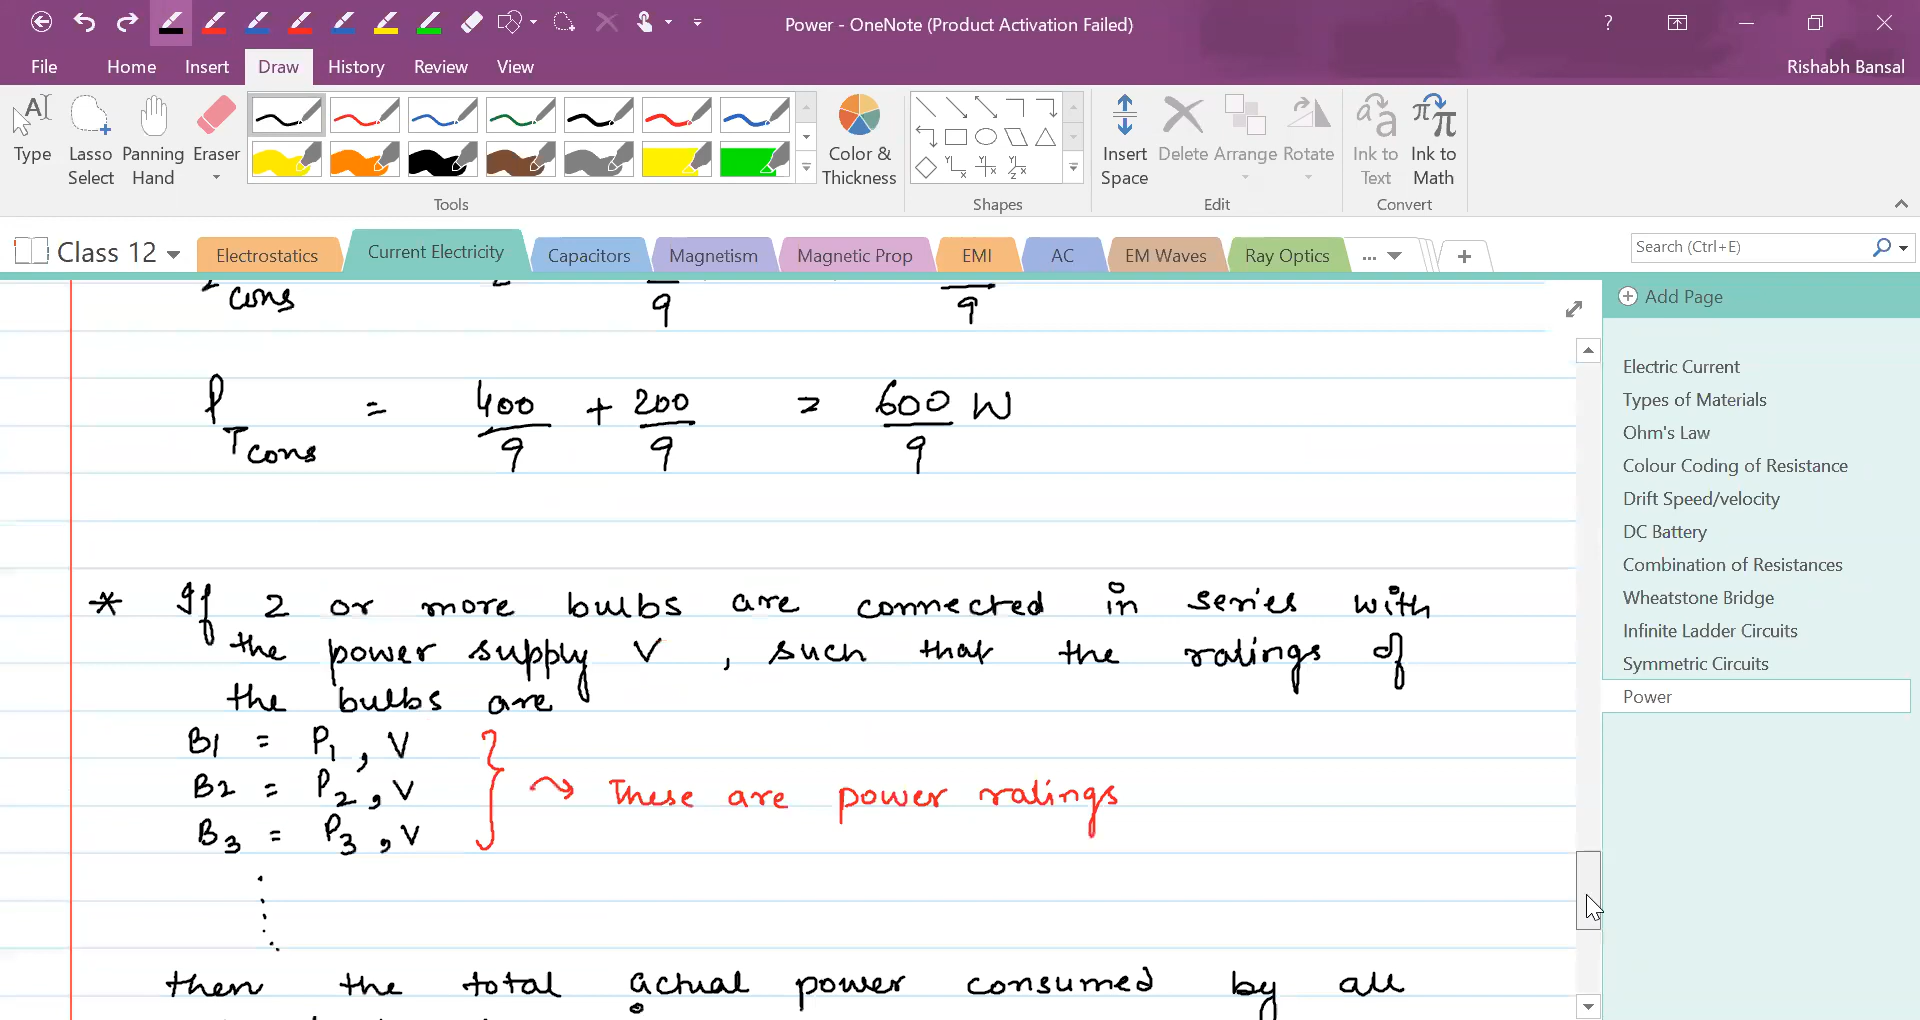 Power - OneNote (Product Activation Failed)
?
File Home Insert Draw History Review View
Rishabh Bansal
Type
Lasso Select
Panning Hand
Eraser
Color & Thickness
Insert Space
Delete
Arrange
Rotate
Ink to Text
Ink to Math
Tools
Shapes
Edit
Convert
Class 12
Electrostatics Current Electricity Capacitors Magnetism Magnetic Prop EMI AC EM Waves Ray Optics ... +
Search (Ctrl+E)
Add Page
Electric Current
Types of Materials
Ohm's Law
Colour Coding of Resistance
Drift Speed/velocity
DC Battery
Combination of Resistances
Wheatstone Bridge
Infinite Ladder Circuits
Symmetric Circuits
Power
cons 9 9
P_Tcons = 400/9 + 200/9 = 600/9 W
* If 2 or more bulbs are connected in series with
the power supply V , such that the ratings of
the bulbs are
B1 = P1 , V
B2 = P2 , V
B3 = P3 , V
These are power ratings
then the total actual power consumed by all